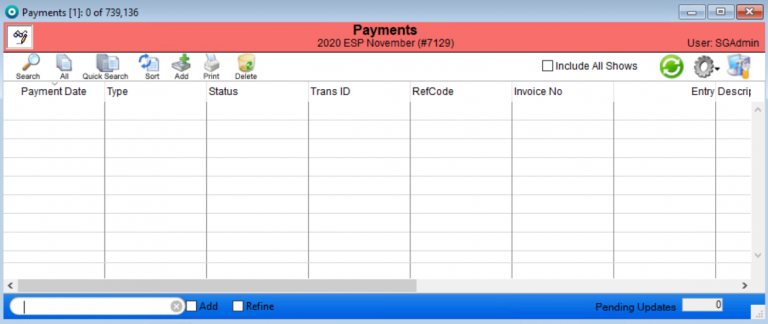 Payments [1]: 0 of 739,136
Payments
2020 ESP November (#7129)
User: SGAdmin
Search All Quick Search Sort Add Print Delete
Include All Shows
Payment Date Type Status Trans ID RefCode Invoice No Entry Descrip
Add Refine Pending Updates 0